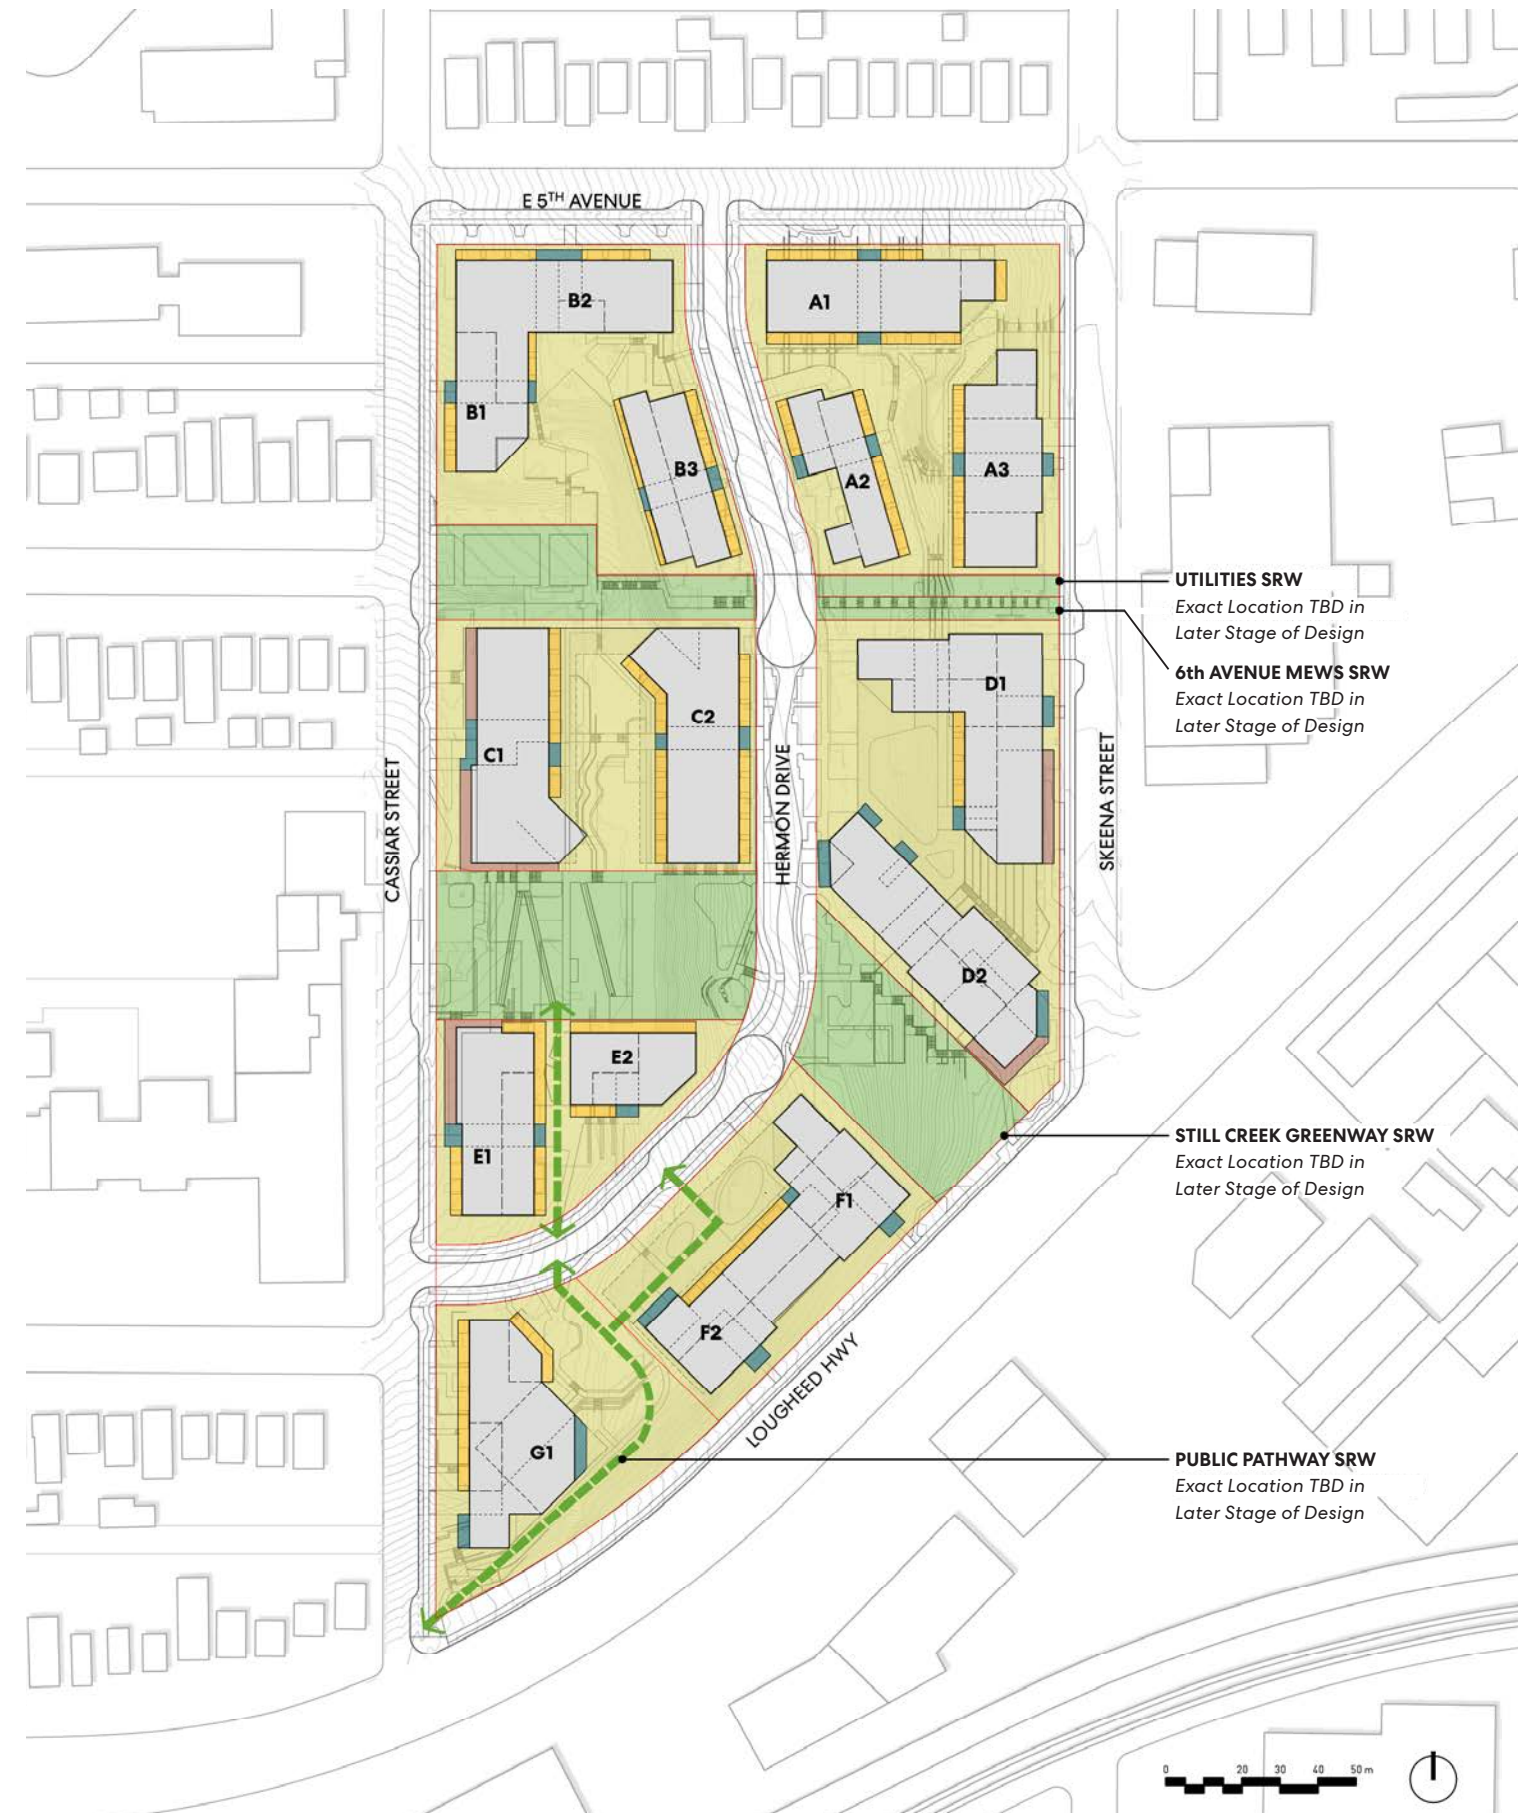 E 5TH AVENUE
B2
A1
B1
B3
A2
A3
UTILITIES SRW
Exact Location TBD in
Later Stage of Design
6th AVENUE MEWS SRW
Exact Location TBD in
Later Stage of Design
D1
C2
C1
CASSIAR STREET
HERMON DRIVE
SKEENA STREET
D2
E2
E1
STILL CREEK GREENWAY SRW
Exact Location TBD in
Later Stage of Design
F1
F2
LOUGHEED HWY
G1
PUBLIC PATHWAY SRW
Exact Location TBD in
Later Stage of Design
0 20 30 40 50 m